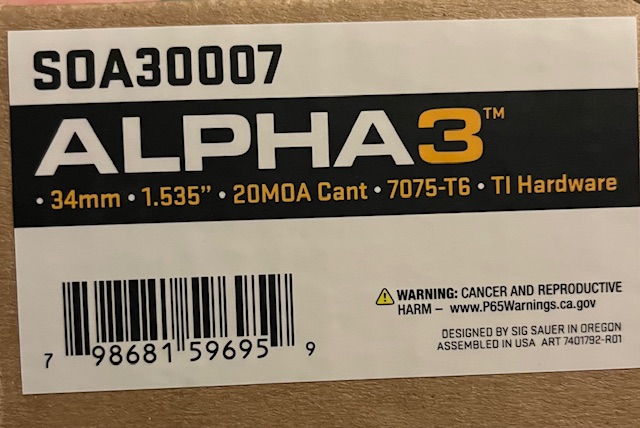 SOA30007
ALPHA3™
• 34mm • 1.535” • 20MOA Cant • 7075-T6 • TI Hardware
⚠ WARNING: CANCER AND REPRODUCTIVE
HARM – www.P65Warnings.ca.gov
DESIGNED BY SIG SAUER IN OREGON
ASSEMBLED IN USA ART 7401792-R01
7 98681 59695 9